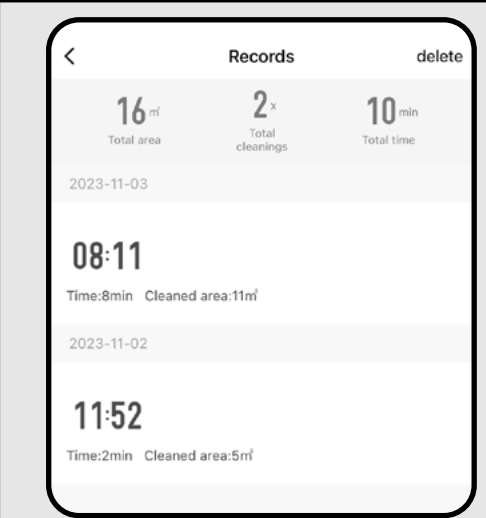 Records delete
16㎡ 2x 10min
Total area Total cleanings Total time
2023-11-03
08:11
Time:8min Cleaned area:11㎡
2023-11-02
11:52
Time:2min Cleaned area:5㎡